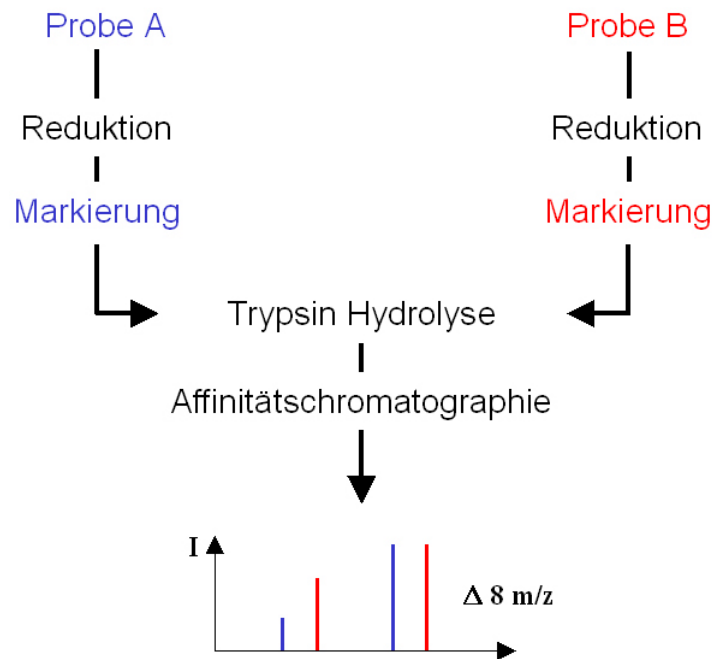 Probe A
Probe B
Reduktion
Reduktion
Markierung
Markierung
Trypsin Hydrolyse
Affinitätschromatographie
I
Δ 8 m/z